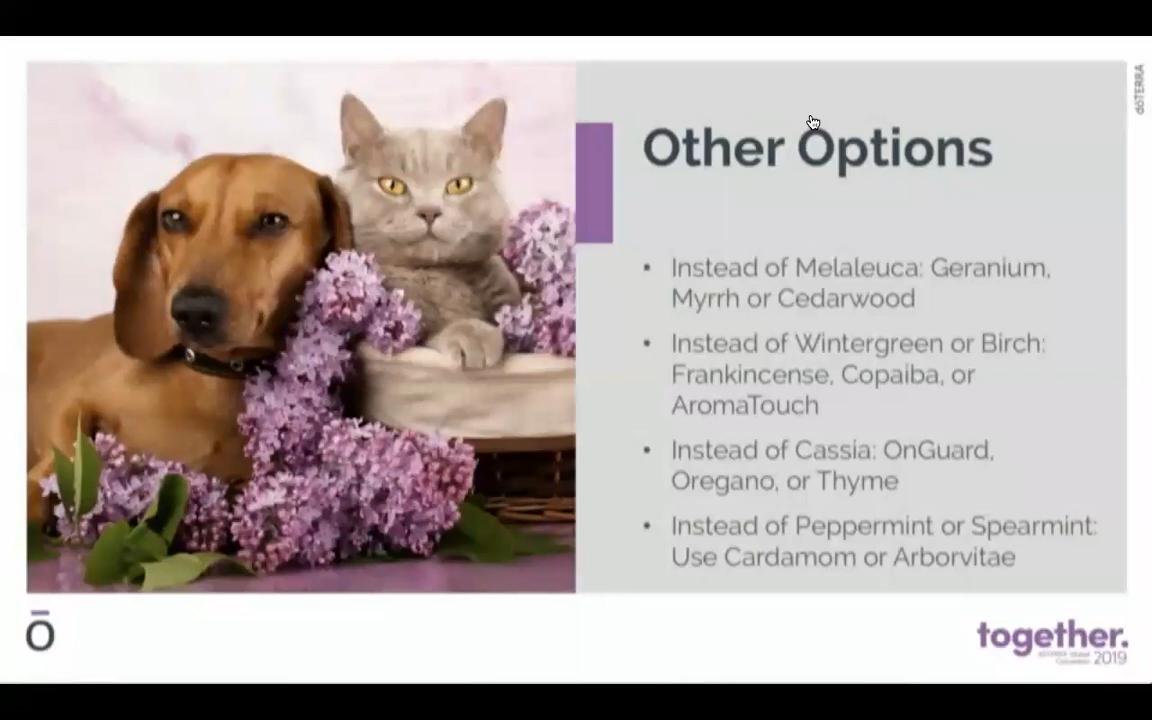 dōTERRA
Other Options
• Instead of Melaleuca: Geranium,
Myrrh or Cedarwood
• Instead of Wintergreen or Birch:
Frankincense, Copaiba, or
AromaTouch
• Instead of Cassia: OnGuard,
Oregano, or Thyme
• Instead of Peppermint or Spearmint:
Use Cardamom or Arborvitae
Ō
together.
2019